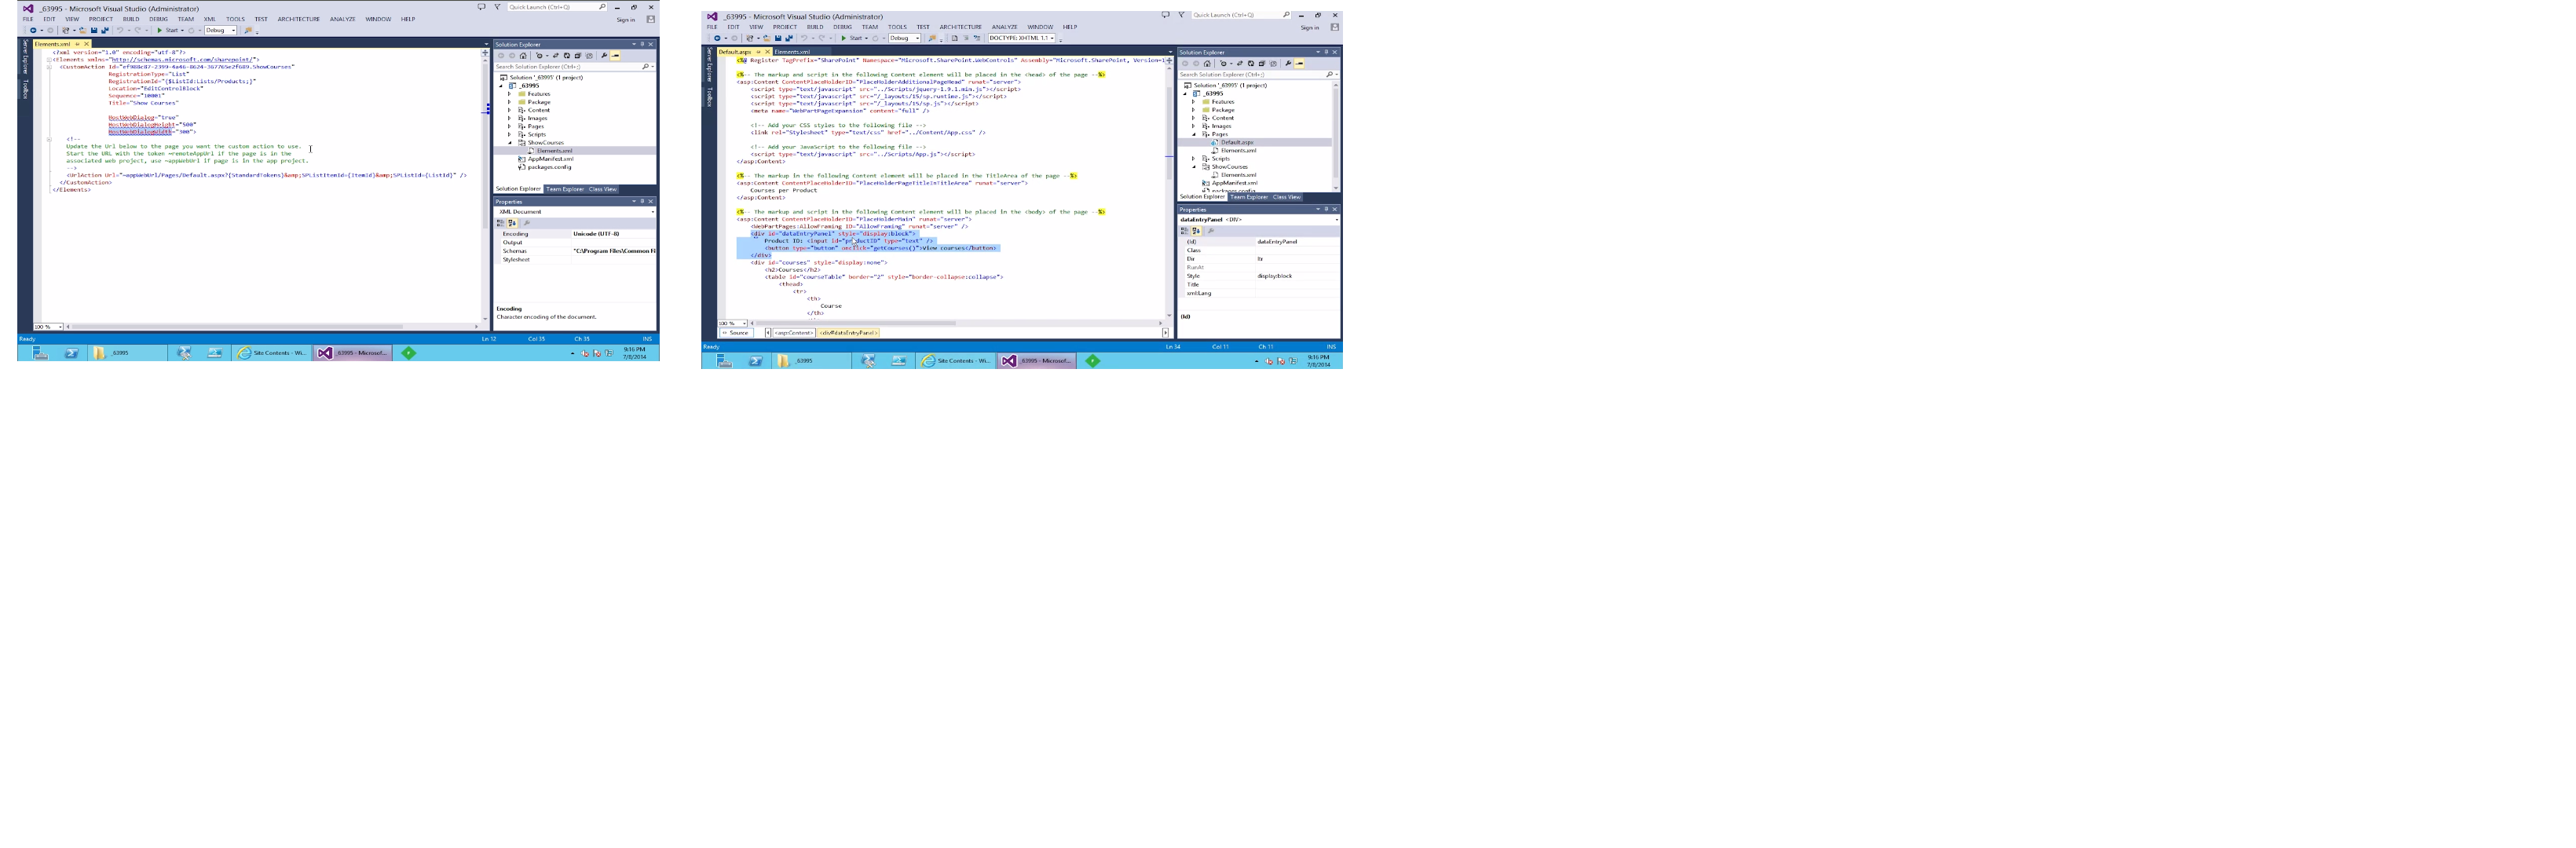 _63995 - Microsoft Visual Studio (Administrator)
Quick Launch (Ctrl+Q)
FILE EDIT VIEW PROJECT BUILD DEBUG TEAM XML TOOLS TEST ARCHITECTURE ANALYZE WINDOW HELP
Sign in
Start
Debug
Server Explorer
Toolbox
Elements.xml
<?xml version="1.0" encoding="utf-8"?>
<Elements xmlns="http://schemas.microsoft.com/sharepoint/">
RegistrationType="List"
RegistrationId="{$ListId:Lists/Products;}"
Location="EditControlBlock"
Sequence="10001"
Title="Show Courses"
HostWebDialog="true"
HostWebDialogHeight="500"
HostWebDialogWidth="300">
<!--
Update the Url below to the page you want the custom action to use.
Start the URL with the token ~remoteAppUrl if the page is in the
associated web project, use ~appWebUrl if page is in the app project.
-->
<UrlAction Url="~appWebUrl/Pages/Default.aspx?{StandardTokens}&amp;SPListItemId={ItemId}&amp;SPListId={ListId}" />
</CustomAction>
</Elements>
100 %
Solution Explorer
Search Solution Explorer (Ctrl+;)
Solution '_63995' (1 project)
_63995
Features
Package
Content
Images
Pages
Scripts
ShowCourses
Elements.xml
AppManifest.xml
packages.config
Solution Explorer Team Explorer Class View
Properties
XML Document
Encoding Unicode (UTF-8)
Output
Schemas "C:\Program Files\Common Fi
Stylesheet
Encoding
Character encoding of the document.
Ready
Ln 12 Col 35 Ch 35 INS
_63995
Site Contents - Wi...
_63995 - Microsof...
9:16 PM
7/8/2014
_63995 - Microsoft Visual Studio (Administrator)
Quick Launch (Ctrl+Q)
FILE EDIT VIEW PROJECT BUILD DEBUG TEAM TOOLS TEST ARCHITECTURE ANALYZE WINDOW HELP
Sign in
Start
Debug
DOCTYPE: XHTML 1.1
Server Explorer
Toolbox
Default.aspx
Elements.xml
<%@ Register TagPrefix="SharePoint" Namespace="Microsoft.SharePoint.WebControls" Assembly="Microsoft.SharePoint, Version=1
<%-- The markup and script in the following Content element will be placed in the <head> of the page --%>
<asp:Content ContentPlaceHolderID="PlaceHolderAdditionalPageHead" runat="server">
<script type="text/javascript" src="../Scripts/jquery-1.9.1.min.js"></script>
<script type="text/javascript" src="/_layouts/15/sp.runtime.js"></script>
<script type="text/javascript" src="/_layouts/15/sp.js"></script>
<meta name="WebPartPageExpansion" content="full" />
<!-- Add your CSS styles to the following file -->
<link rel="Stylesheet" type="text/css" href="../Content/App.css" />
<!-- Add your JavaScript to the following file -->
<script type="text/javascript" src="../Scripts/App.js"></script>
</asp:Content>
<%-- The markup in the following Content element will be placed in the TitleArea of the page --%>
<asp:Content ContentPlaceHolderID="PlaceHolderPageTitleInTitleArea" runat="server">
Courses per Product
</asp:Content>
<%-- The markup and script in the following Content element will be placed in the <body> of the page --%>
<asp:Content ContentPlaceHolderID="PlaceHolderMain" runat="server">
<WebPartPages:AllowFraming ID="AllowFraming" runat="server" />
<div id="dataEntryPanel" style="display:block">
Product ID: <input id="productID" type="text" />
<button type="button" onclick="getCourses()">View courses</button>
</div>
<div id="courses" style="display:none">
<h2>Courses</h2>
<table id="courseTable" border="2" style="border-collapse:collapse">
<thead>
<tr>
<th>
Course
</th>
100 %
Source
<asp:Content>
<div#dataEntryPanel>
Solution Explorer
Search Solution Explorer (Ctrl+;)
Solution '_63995' (1 project)
_63995
Features
Package
Content
Images
Pages
Default.aspx
Elements.xml
Scripts
ShowCourses
Elements.xml
AppManifest.xml
packages.config
Solution Explorer Team Explorer Class View
Properties
dataEntryPanel <DIV>
(Id) dataEntryPanel
Class
Dir ltr
RunAt
Style display:block
Title
xml:Lang
(Id)
Ready
Ln 34 Col 11 Ch 11 INS
_63995
Site Contents - Wi...
_63995 - Microsof...
9:16 PM
7/8/2014